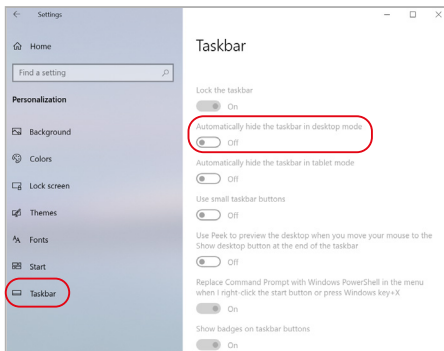 Settings
Home
Find a setting
Personalization
Background
Colors
Lock screen
Themes
Fonts
Start
Taskbar
Taskbar
Lock the taskbar
On
Automatically hide the taskbar in desktop mode
Off
Automatically hide the taskbar in tablet mode
Off
Use small taskbar buttons
Off
Use Peek to preview the desktop when you move your mouse to the
Show desktop button at the end of the taskbar
Off
Replace Command Prompt with Windows PowerShell in the menu
when I right-click the start button or press Windows key+X
On
Show badges on taskbar buttons
On